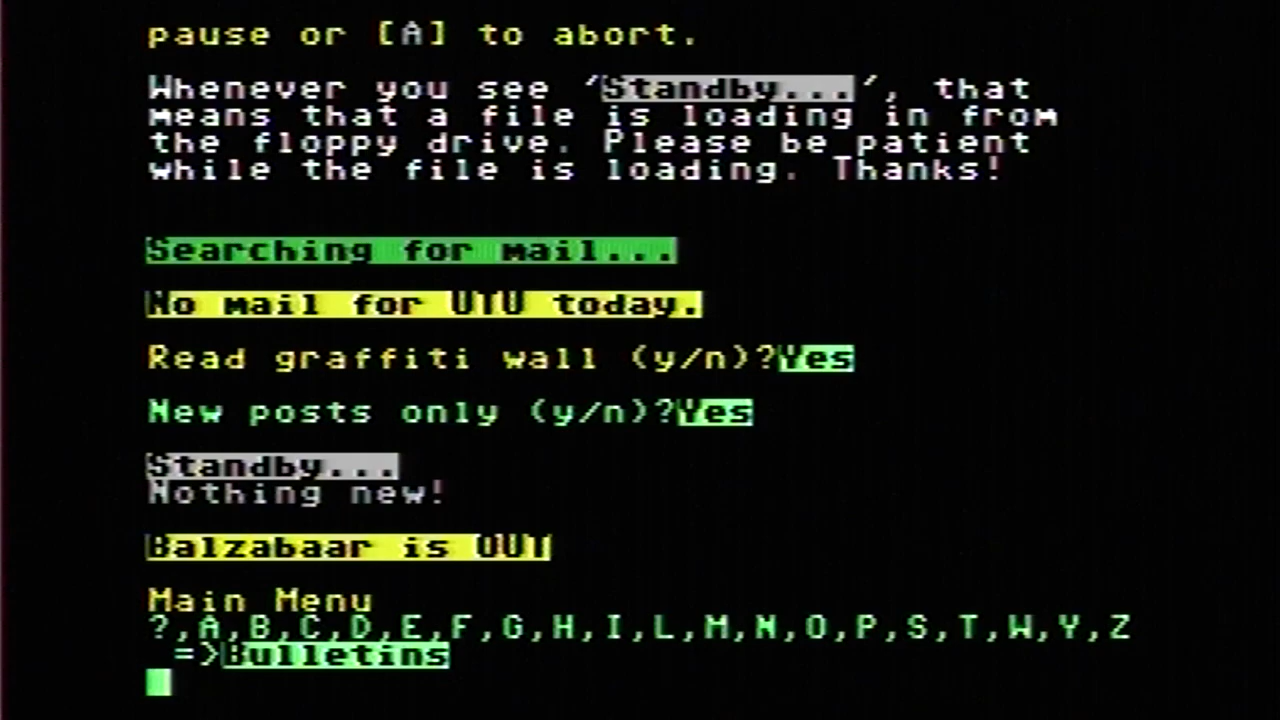 pause or [A] to abort.
Whenever you see 'Standby...', that
means that a file is loading in from
the floppy drive. Please be patient
while the file is loading. Thanks!
Searching for mail...
No mail for UTU today.
Read graffiti wall (y/n)?Yes
New posts only (y/n)?Yes
Standby...
Nothing new!
Balzabaar is OUT
Main Menu
?,A,B,C,D,E,F,G,H,I,L,M,N,O,P,S,T,W,Y,Z
=>Bulletins